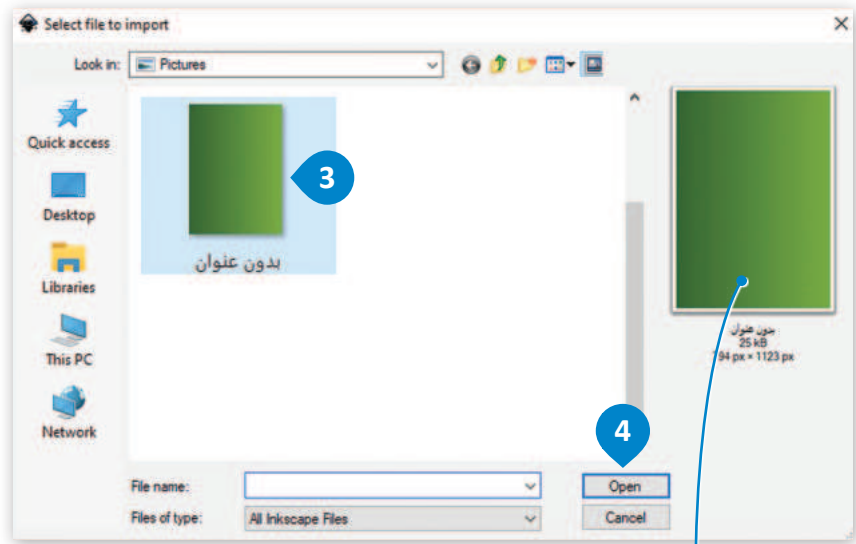 Select file to import
Look in: Pictures
Quick access
Desktop
Libraries
This PC
Network
بدون عنوان
3
بدون عنوان
25 kB
94 px × 1123 px
4
File name:
Open
Files of type: All Inkscape Files
Cancel